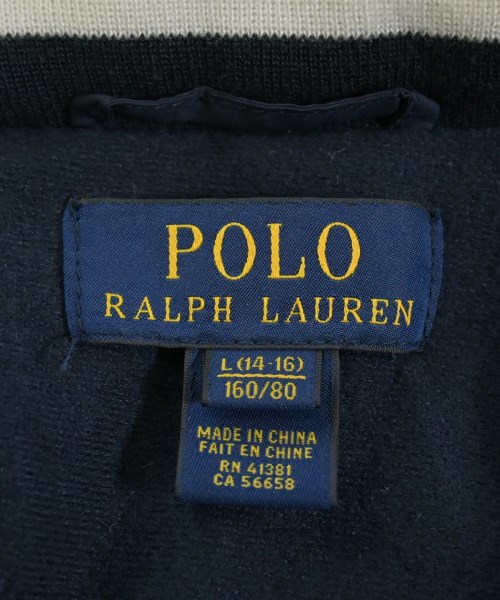 POLO
RALPH LAUREN
L (14-16)
160/80
MADE IN CHINA
FAIT EN CHINE
RN 41381
CA 56658